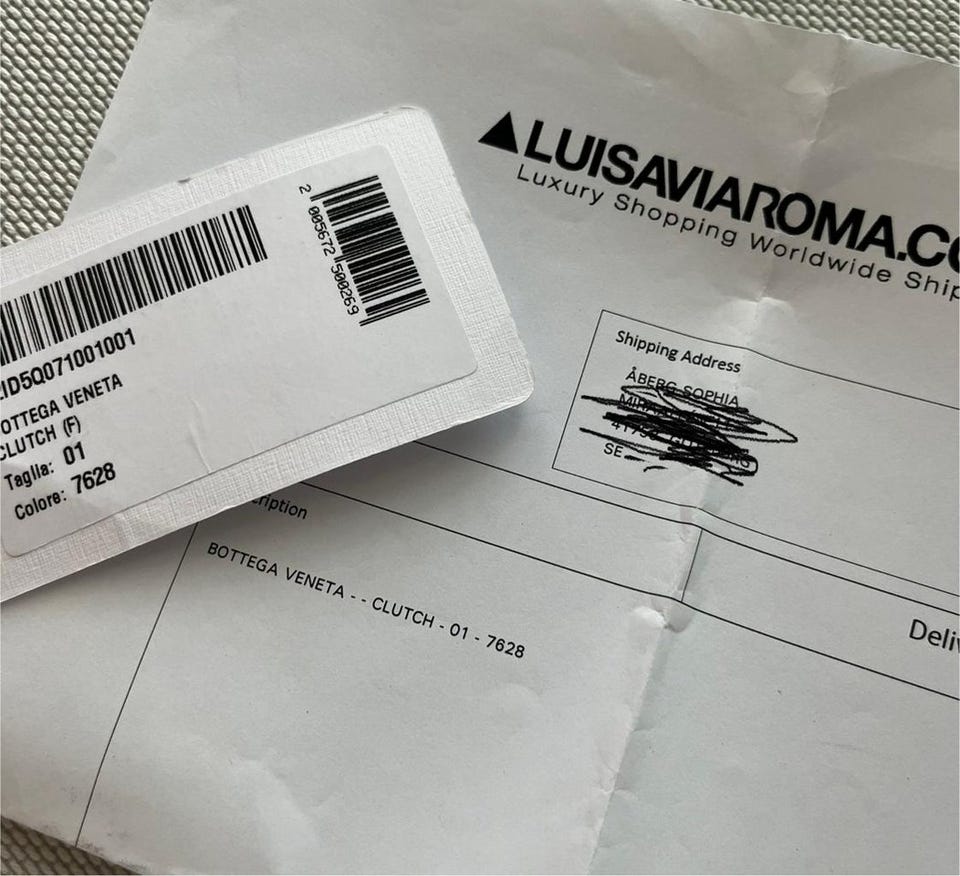 ▲LUISAVIAROMA.CO
Luxury Shopping Worldwide Ship
2 005672 500269
ID5Q071001001
OTTEGA VENETA
CLUTCH (F)
Taglia: 01
Colore: 7628
Shipping Address
ÅBERG SOPHIA
SE
cription
Deliv
BOTTEGA VENETA - - CLUTCH - 01 - 7628